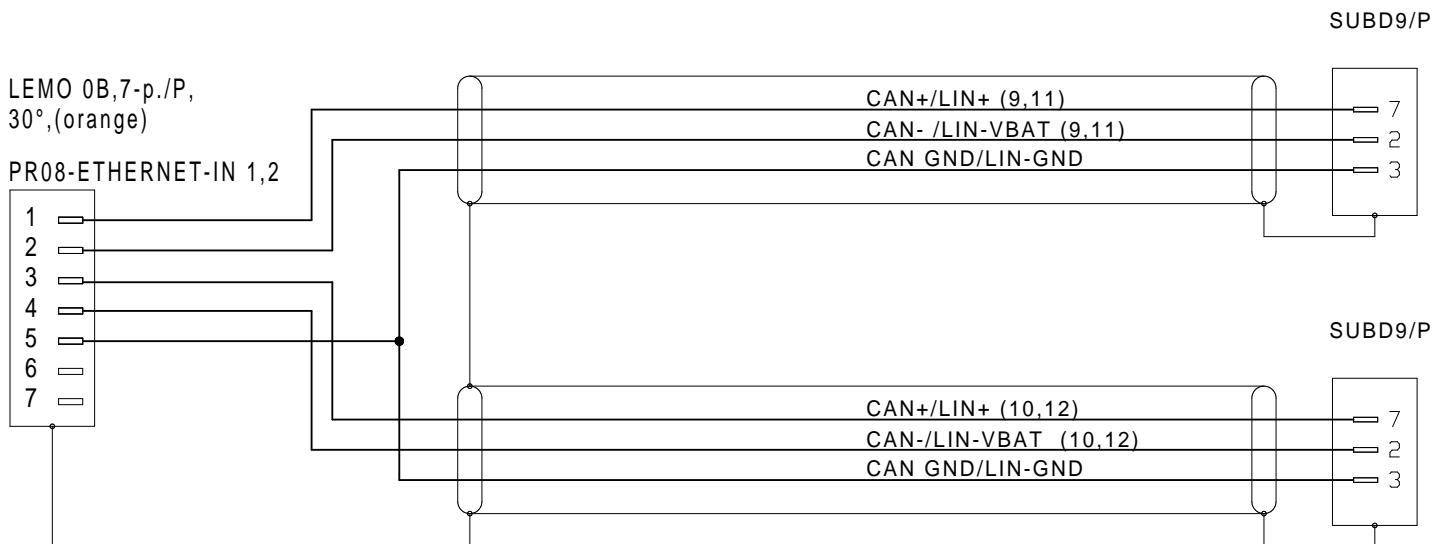 SUBD9/P
LEMO 0B,7-p./P,
30°,(orange)
PR08-ETHERNET-IN 1,2
1
2
3
4
5
6
7
CAN+/LIN+ (9,11)
CAN- /LIN-VBAT (9,11)
CAN GND/LIN-GND
7
2
3
SUBD9/P
CAN+/LIN+ (10,12)
CAN-/LIN-VBAT (10,12)
CAN GND/LIN-GND
7
2
3